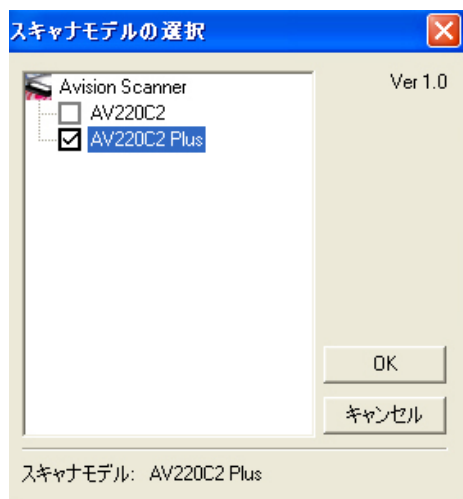 スキャナモデルの選択
Avision Scanner
Ver 1.0
AV220C2
AV220C2 Plus
OK
キャンセル
スキャナモデル: AV220C2 Plus